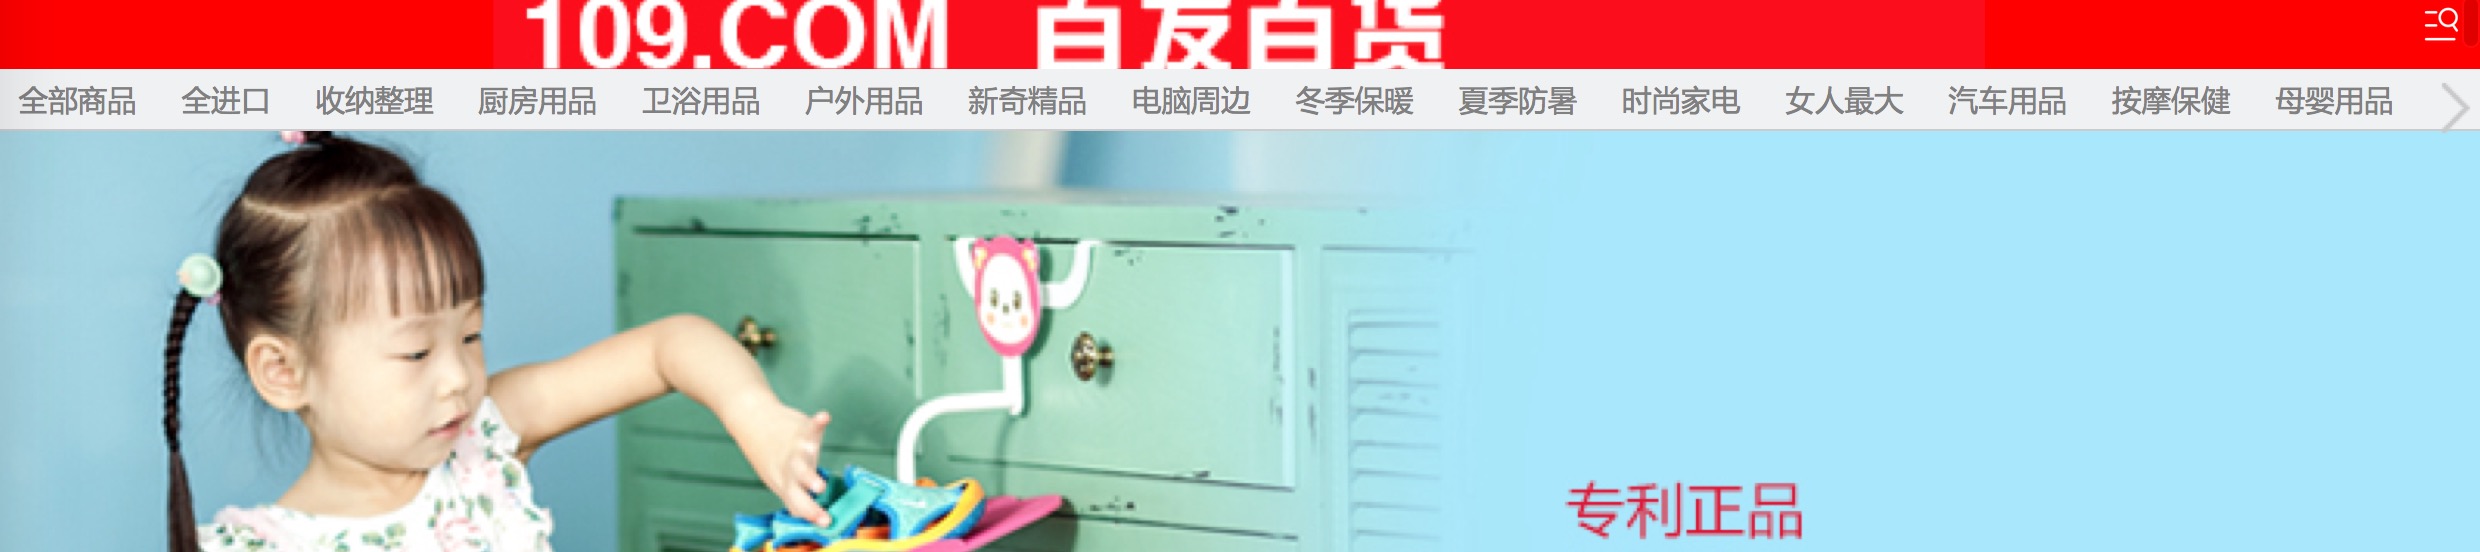 109.COM 百友百货
全部商品 全进口 收纳整理 厨房用品 卫浴用品 户外用品 新奇精品 电脑周边 冬季保暖 夏季防暑 时尚家电 女人最大 汽车用品 按摩保健 母婴用品
专利正品